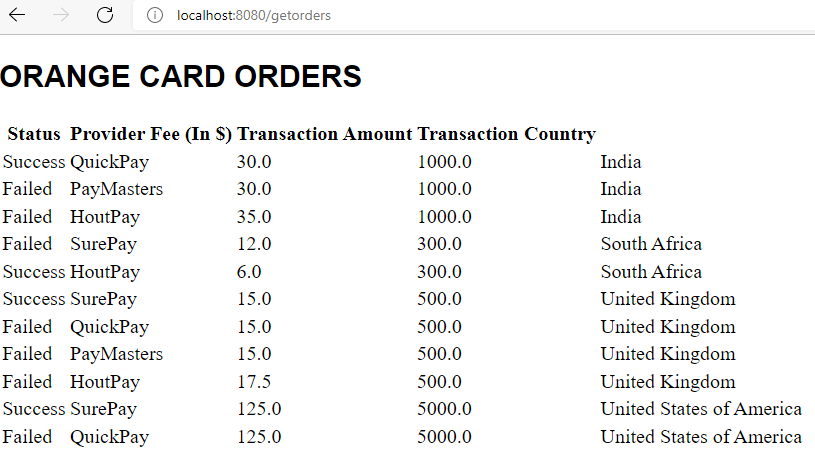 localhost:8080/getorders
ORANGE CARD ORDERS
Status Provider Fee (In $) Transaction Amount Transaction Country
Success QuickPay 30.0 1000.0 India
Failed PayMasters 30.0 1000.0 India
Failed HoutPay 35.0 1000.0 India
Failed SurePay 12.0 300.0 South Africa
Success HoutPay 6.0 300.0 South Africa
Success SurePay 15.0 500.0 United Kingdom
Failed QuickPay 15.0 500.0 United Kingdom
Failed PayMasters 15.0 500.0 United Kingdom
Failed HoutPay 17.5 500.0 United Kingdom
Success SurePay 125.0 5000.0 United States of America
Failed QuickPay 125.0 5000.0 United States of America